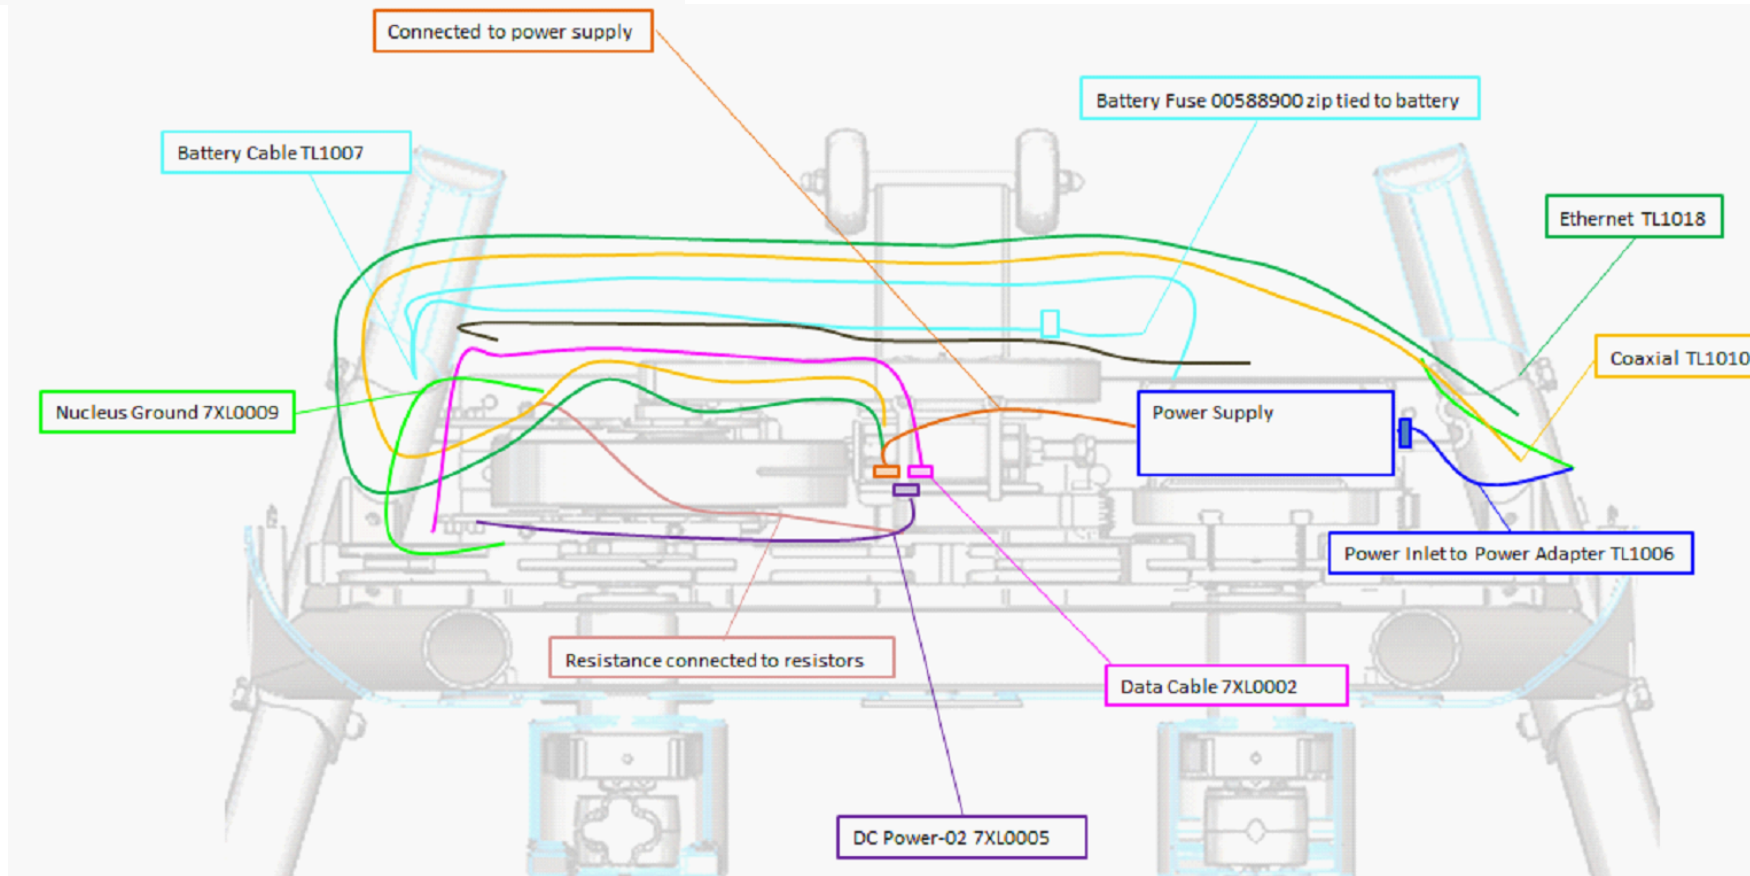 Connected to power supply
Battery Fuse 00588900 zip tied to battery
Battery Cable TL1007
Ethernet TL1018
Coaxial TL1010
Nucleus Ground 7XL0009
Power Supply
Power Inlet to Power Adapter TL1006
Resistance connected to resistors
Data Cable 7XL0002
DC Power-02 7XL0005